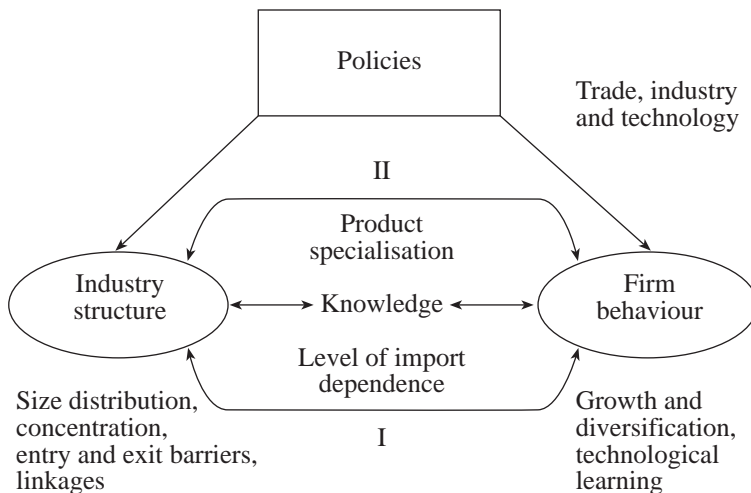 Policies
Trade, industry
and technology
II
Product
specialisation
Industry
structure
Knowledge
Firm
behaviour
Level of import
dependence
Size distribution,
concentration,
entry and exit barriers,
linkages
I
Growth and
diversification,
technological
learning